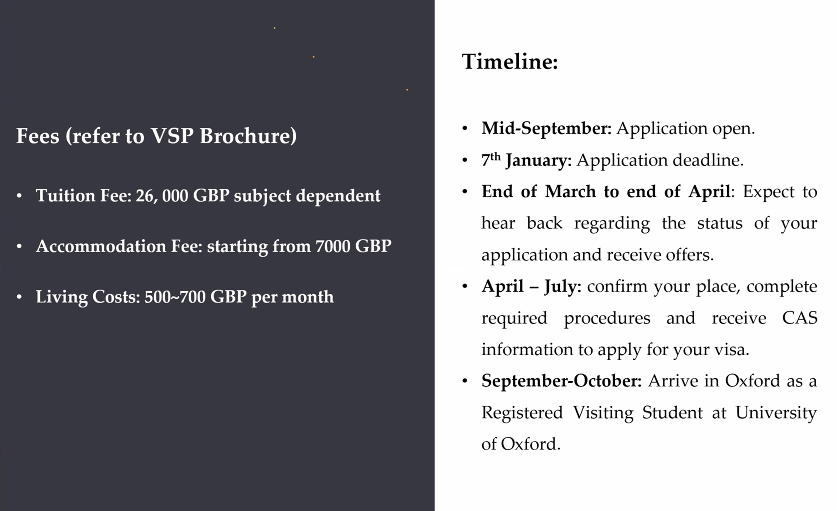 Fees (refer to VSP Brochure)
• Tuition Fee: 26, 000 GBP subject dependent
• Accommodation Fee: starting from 7000 GBP
• Living Costs: 500~700 GBP per month
Timeline:
• Mid-September: Application open.
• 7th January: Application deadline.
• End of March to end of April: Expect to
hear back regarding the status of your
application and receive offers.
• April – July: confirm your place, complete
required procedures and receive CAS
information to apply for your visa.
• September-October: Arrive in Oxford as a
Registered Visiting Student at University
of Oxford.